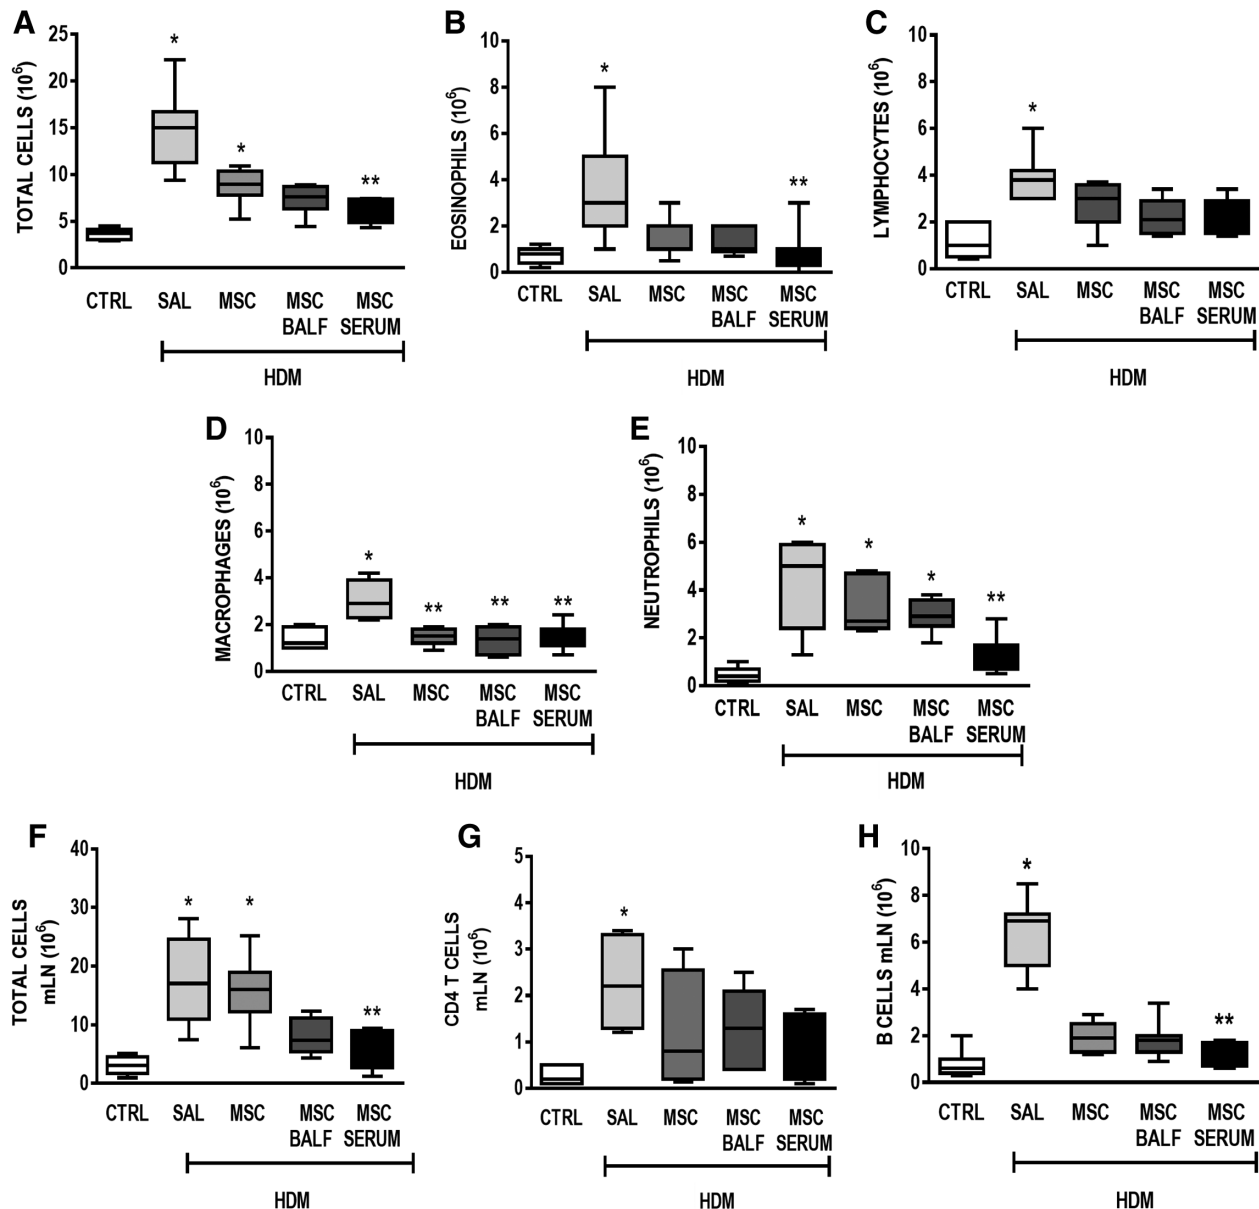 A
TOTAL CELLS (10⁶)
25
20
15
10
5
0
*
*
**
CTRL SAL MSC MSC MSC
BALF SERUM
HDM
B
EOSINOPHILS (10⁶)
10
8
6
4
2
0
*
**
CTRL SAL MSC MSC MSC
BALF SERUM
HDM
C
LYMPHOCYTES (10⁶)
10
8
6
4
2
0
*
CTRL SAL MSC MSC MSC
BALF SERUM
HDM
D
MACROPHAGES (10⁶)
10
8
6
4
2
0
*
** ** **
CTRL SAL MSC MSC MSC
BALF SERUM
HDM
E
NEUTROPHILS (10⁶)
10
8
6
4
2
0
*
*
*
**
CTRL SAL MSC MSC MSC
BALF SERUM
HDM
F
TOTAL CELLS
mLN (10⁶)
40
30
20
10
0
* *
**
CTRL SAL MSC MSC MSC
BALF SERUM
HDM
G
CD4 T CELLS
mLN (10⁶)
5
4
3
2
1
0
*
CTRL SAL MSC MSC MSC
BALF SERUM
HDM
H
B CELLS mLN (10⁶)
10
8
6
4
2
0
*
**
CTRL SAL MSC MSC MSC
BALF SERUM
HDM